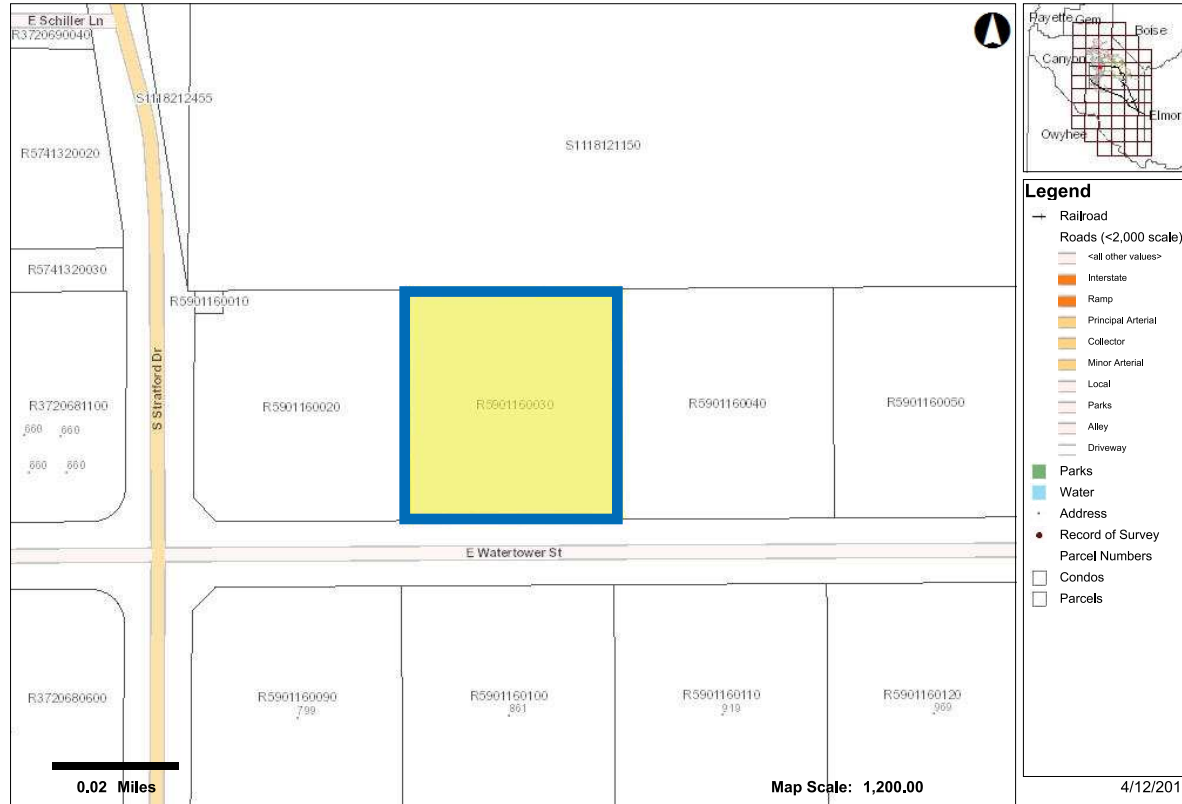 E Schiller Ln
R3720690040
S1118212455
R5741320020
S1118121150
R5741320030
R5901160010
S Stratford Dr
R3720681100
660 660
660 660
R5901160020
R5901160030
R5901160040
R5901160050
E Watertower St
R3720680600
R5901160090
799
R5901160100
861
R5901160110
919
R5901160120
969
0.02 Miles
Map Scale: 1,200.00
Payette Gem
Boise
Canyon
Elmor
Owyhee
Legend
Railroad
Roads (<2,000 scale)
<all other values>
Interstate
Ramp
Principal Arterial
Collector
Minor Arterial
Local
Parks
Alley
Driveway
Parks
Water
Address
Record of Survey
Parcel Numbers
Condos
Parcels
4/12/201